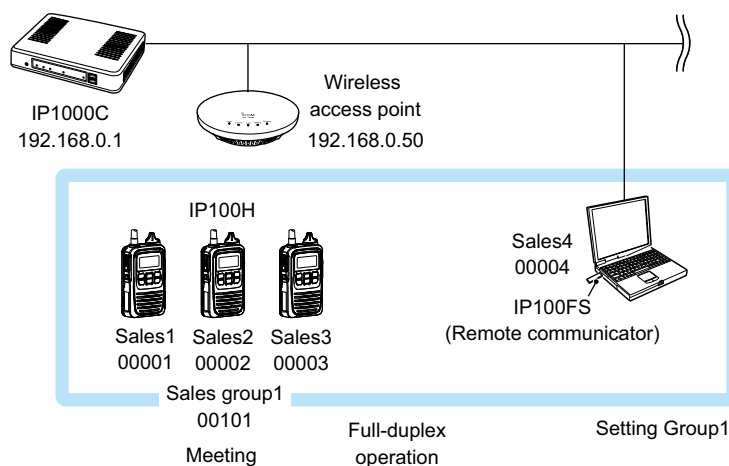 IP1000C
192.168.0.1
Wireless
access point
192.168.0.50
IP100H
Sales1
00001
Sales2
00002
Sales3
00003
Sales group1
00101
Meeting
Sales4
00004
IP100FS
(Remote communicator)
Full-duplex
operation
Setting Group1